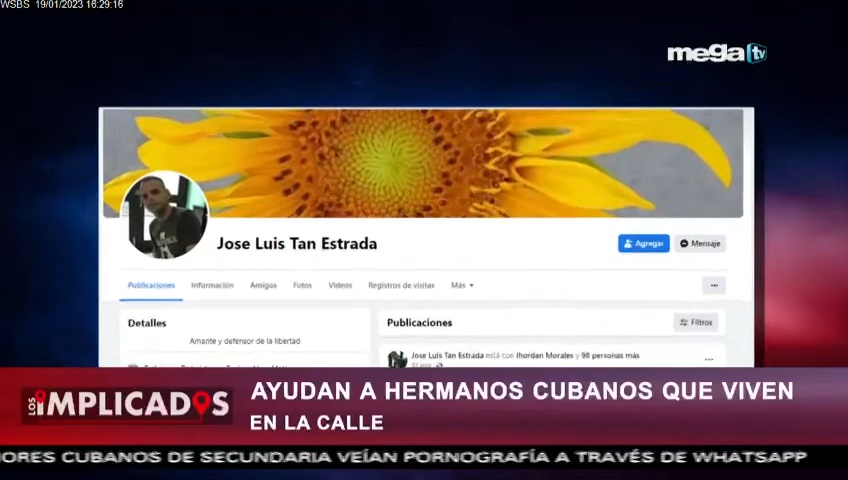 WSBS 19/01/2023 16:29:16
mega tv
Jose Luis Tan Estrada
Agregar
Mensaje
Publicaciones Información Amigos Fotos Videos Registros de visitas Más
Detalles
Publicaciones
Filtros
Amante y defensor de la libertad
Jose Luis Tan Estrada está con Jhordan Morales y 98 personas más
LOS IMPLICADOS
AYUDAN A HERMANOS CUBANOS QUE VIVEN
EN LA CALLE
ORES CUBANOS DE SECUNDARIA VEÍAN PORNOGRAFÍA A TRAVÉS DE WHATSAPP